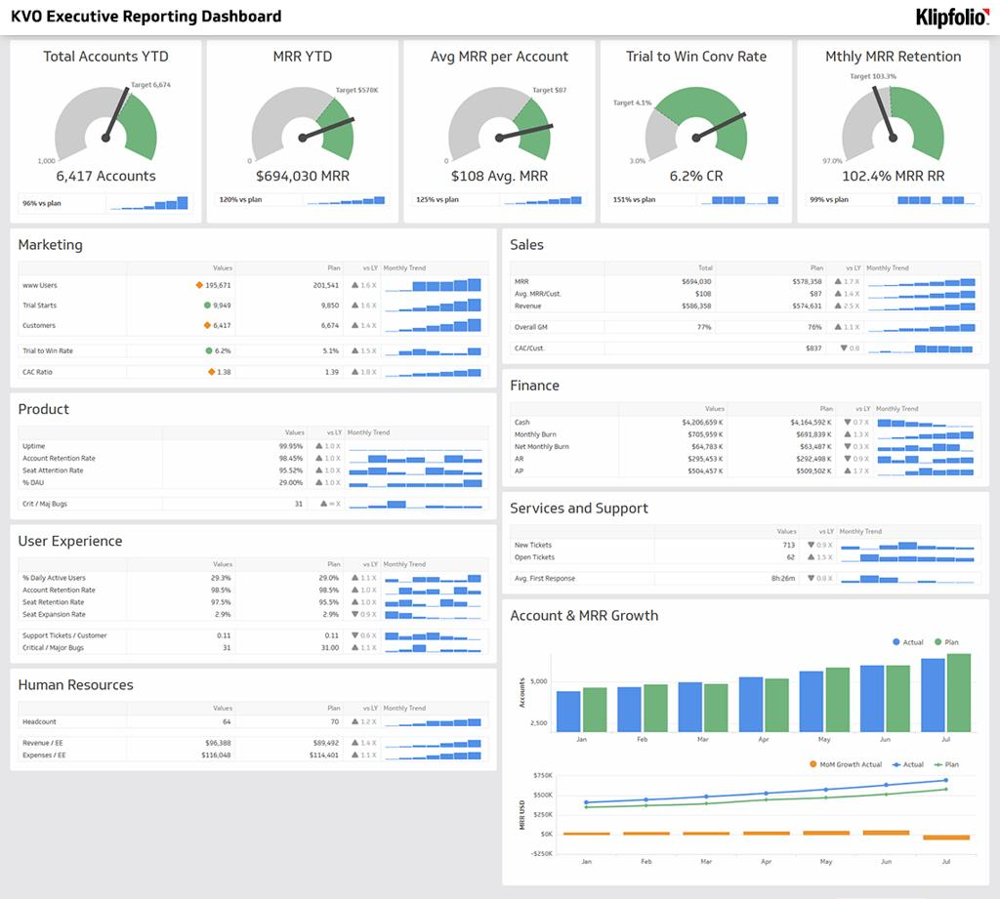 KVO Executive Reporting Dashboard
Klipfolio
Total Accounts YTD
Target 6,674
1,000
6,417 Accounts
96% vs plan
MRR YTD
Target $578K
0
$694,030 MRR
120% vs plan
Avg MRR per Account
Target $87
0
$108 Avg. MRR
125% vs plan
Trial to Win Conv Rate
Target 4.1%
3.0%
6.2% CR
151% vs plan
Mthly MRR Retention
Target 103.3%
97.0%
102.4% MRR RR
99% vs plan
Marketing
Values Plan vs LY Monthly Trend
www Users 195,671 201,541 ▲ 1.6 X
Trial Starts 9,949 9,850 ▲ 1.6 X
Customers 6,417 6,674 ▲ 1.4 X
Trial to Win Rate 6.2% 5.1% ▲ 1.5 X
CAC Ratio 1.38 1.39 ▲ 1.8 X
Product
Values vs LY Monthly Trend
Uptime 99.95% ▲ 1.0 X
Account Retention Rate 98.45% ▲ 1.0 X
Seat Attention Rate 95.52% ▲ 1.0 X
% DAU 29.00% ▲ 1.0 X
Crit / Maj Bugs 31 ▲ ∞ X
User Experience
Values Plan vs LY Monthly Trend
% Daily Active Users 29.3% 29.0% ▲ 1.1 X
Account Retention Rate 98.5% 98.5% ▲ 1.0 X
Seat Retention Rate 97.5% 95.5% ▲ 1.0 X
Seat Expansion Rate 2.9% 2.9% ▼ 0.9 X
Support Tickets / Customer 0.11 0.11 ▼ 0.6 X
Critical / Major Bugs 31 31.00 ▲ 1.1 X
Human Resources
Values Plan vs LY Monthly Trend
Headcount 64 70 ▲ 1.2 X
Revenue / EE $96,388 $89,492 ▲ 1.4 X
Expenses / EE $116,048 $114,401 ▲ 1.1 X
Sales
Total Plan vs LY Monthly Trend
MRR $694,030 $578,358 ▲ 1.7 X
Avg. MRR/Cust. $108 $87 ▲ 1.4 X
Revenue $586,358 $574,631 ▲ 2.5 X
Overall GM 77% 76% ▲ 1.1 X
CAC/Cust. $837 ▼ 0.8
Finance
Values Plan vs LY Monthly Trend
Cash $4,206,659 K $4,164,592 K ▼ 0.7 X
Monthly Burn $705,959 K $691,839 K ▲ 1.3 X
Net Monthly Burn $64,783 K $63,487 K ▼ 0.3 X
AR $295,453 K $292,498 K ▼ 0.9 X
AP $504,457 K $509,502 K ▲ 1.7 X
Services and Support
Values vs LY Monthly Trend
New Tickets 713 ▼ 0.9 X
Open Tickets 62 ▲ 1.5 X
Avg. First Response 8h:26m ▼ 0.8 X
Account & MRR Growth
Actual Plan
Accounts
5,000
2,500
Jan Feb Mar Apr May Jun Jul
MoM Growth Actual Actual Plan
MRR USD
$750K
$500K
$250K
$0K
-$250K
Jan Feb Mar Apr May Jun Jul